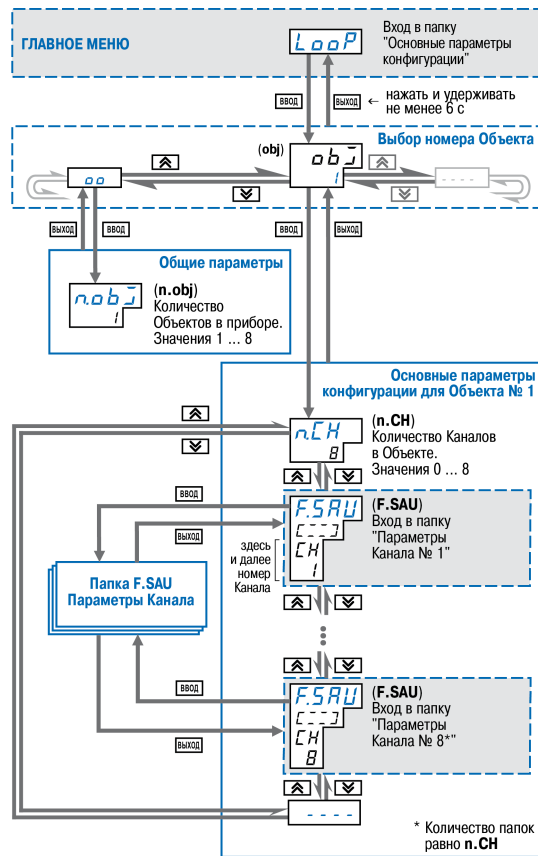 ГЛАВНОЕ МЕНЮ
LooP
Вход в папку
"Основные параметры
конфигурации"
ВВОД
ВЫХОД
← нажать и удерживать
не менее 6 с
Выбор номера Объекта
(obj)
obJ
1
oo
- - - -
ВЫХОД
ВВОД
ВВОД
ВЫХОД
Общие параметры
n.obJ
1
(n.obj)
Количество
Объектов в приборе.
Значения 1 ... 8
Основные параметры
конфигурации для Объекта № 1
n.CH
8
(n.CH)
Количество Каналов
в Объекте.
Значения 0 ... 8
ВВОД
ВЫХОД
F.SAU
[---]
CH
1
(F.SAU)
Вход в папку
"Параметры
Канала № 1"
здесь
и далее
номер
Канала
Папка F.SAU
Параметры Канала
ВВОД
ВЫХОД
F.SAU
[---]
CH
8
(F.SAU)
Вход в папку
"Параметры
Канала № 8*"
- - - -
* Количество папок
равно n.CH